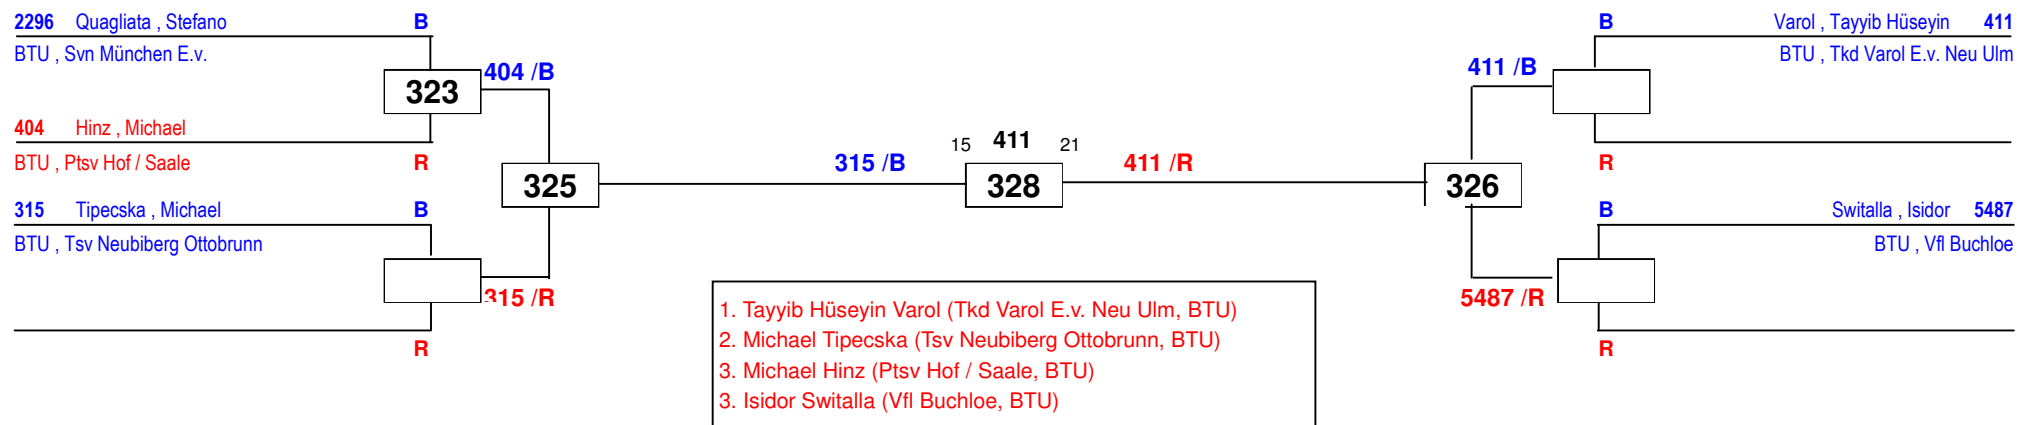 2296 Quagliata , Stefano B
BTU , Svn München E.v.
323
404 /B
404 Hinz , Michael
BTU , Ptsv Hof / Saale R
325
315 Tipecska , Michael B
BTU , Tsv Neubiberg Ottobrunn
315 /R
R
315 /B
15 411 21
328
411 /R
B Varol , Tayyib Hüseyin 411
BTU , Tkd Varol E.v. Neu Ulm
411 /B
R
326
B Switalla , Isidor 5487
BTU , Vfl Buchloe
5487 /R
R
1. Tayyib Hüseyin Varol (Tkd Varol E.v. Neu Ulm, BTU)
2. Michael Tipecska (Tsv Neubiberg Ottobrunn, BTU)
3. Michael Hinz (Ptsv Hof / Saale, BTU)
3. Isidor Switalla (Vfl Buchloe, BTU)